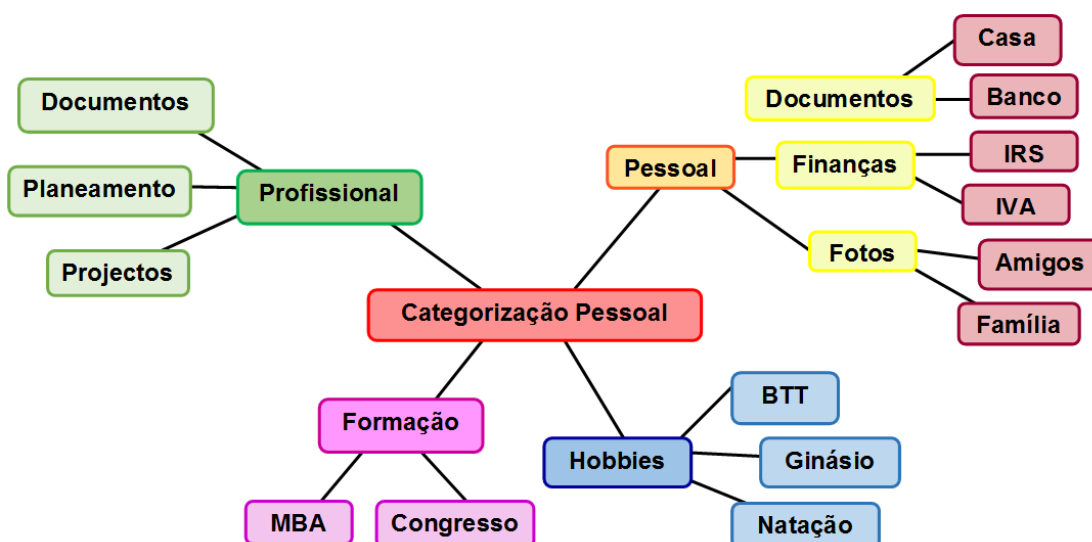 Casa
Documentos
Documentos
Banco
Planeamento
Profissional
Pessoal
Finanças
IRS
IVA
Projectos
Fotos
Amigos
Categorização Pessoal
Família
BTT
Formação
Hobbies
Ginásio
MBA
Congresso
Natação